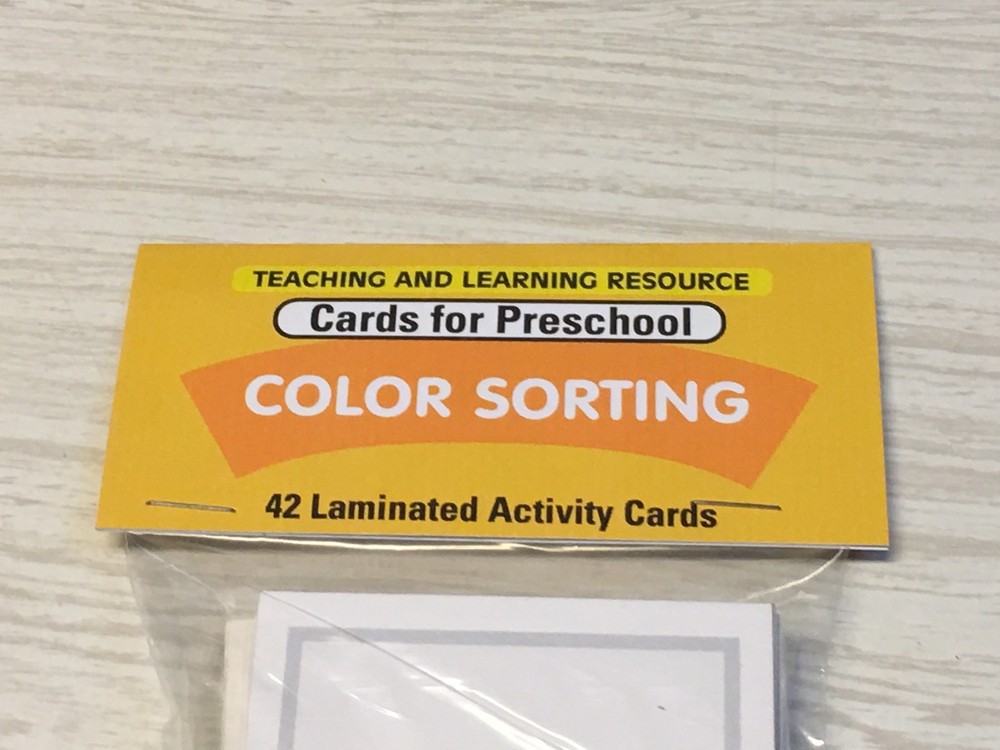 TEACHING AND LEARNING RESOURCE
Cards for Preschool
COLOR SORTING
42 Laminated Activity Cards